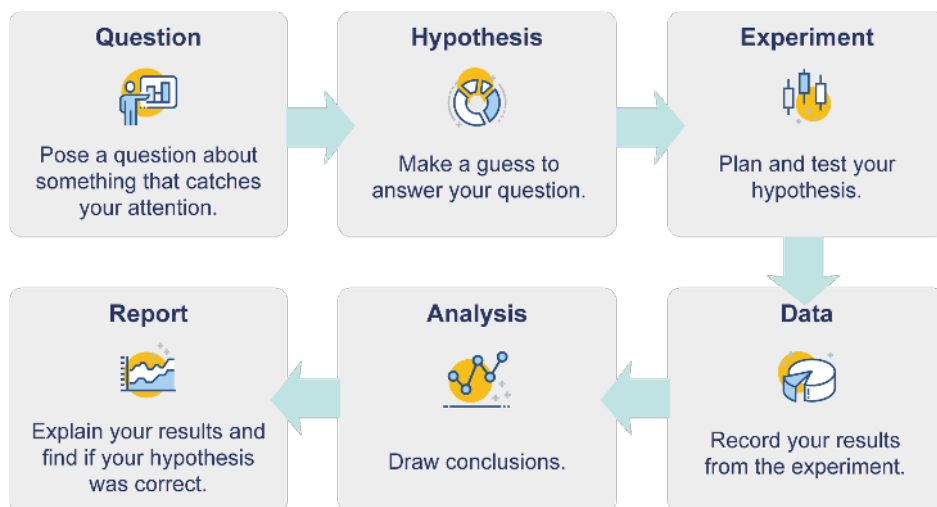 Question
Pose a question about
something that catches
your attention.
Hypothesis
Make a guess to
answer your question.
Experiment
Plan and test your
hypothesis.
Data
Record your results
from the experiment.
Analysis
Draw conclusions.
Report
Explain your results and
find if your hypothesis
was correct.